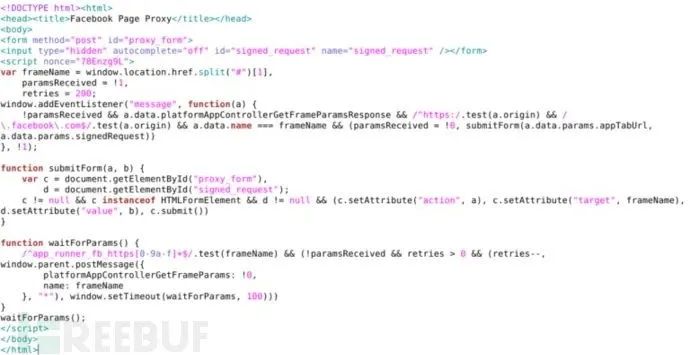 <!DOCTYPE html><html>
<head><title>Facebook Page Proxy</title></head>
<body>
<form method="post" id="proxy_form">
<input type="hidden" autocomplete="off" id="signed_request" name="signed_request" /></form>
<script nonce="78Enzq9L">
var frameName = window.location.href.split("#")[1],
paramsReceived = !1,
retries = 200;
window.addEventListener("message", function(a) {
!paramsReceived && a.data.platformAppControllerGetFrameParamsResponse && /^https:/.test(a.origin) && /
\.facebook\.com$/.test(a.origin) && a.data.name === frameName && (paramsReceived = !0, submitForm(a.data.params.appTabUrl,
a.data.params.signedRequest))
}, !1);
function submitForm(a, b) {
var c = document.getElementById("proxy_form"),
d = document.getElementById("signed_request");
c != null && c instanceof HTMLFormElement && d != null && (c.setAttribute("action", a), c.setAttribute("target", frameName),
d.setAttribute("value", b), c.submit())
}
function waitForParams() {
/^app_runner_fb_https[0-9a-f]+$/.test(frameName) && (!paramsReceived && retries > 0 && (retries--,
window.parent.postMessage({
platformAppControllerGetFrameParams: !0,
name: frameName
}, "*"), window.setTimeout(waitForParams, 100)))
}
waitForParams();
</script>
</body>
</html>
FREEBUF